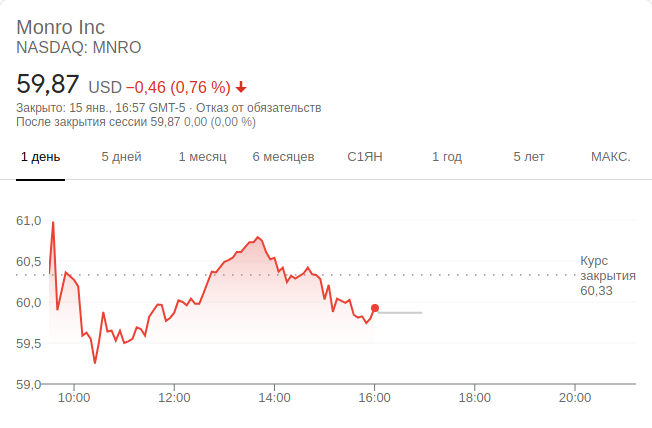 Monro Inc
NASDAQ: MNRO
59,87 USD −0,46 (0,76 %)
Закрыто: 15 янв., 16:57 GMT-5 · Отказ от обязательств
После закрытия сессии 59,87 0,00 (0,00 %)
1 день 5 дней 1 месяц 6 месяцев С1ЯН 1 год 5 лет МАКС.
61,0
60,5
60,0
59,5
59,0
Курс
закрытия
60,33
10:00 12:00 14:00 16:00 18:00 20:00